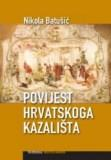 Nikola Batušić
POVIJEST
HRVATSKOGA
KAZALIŠTA